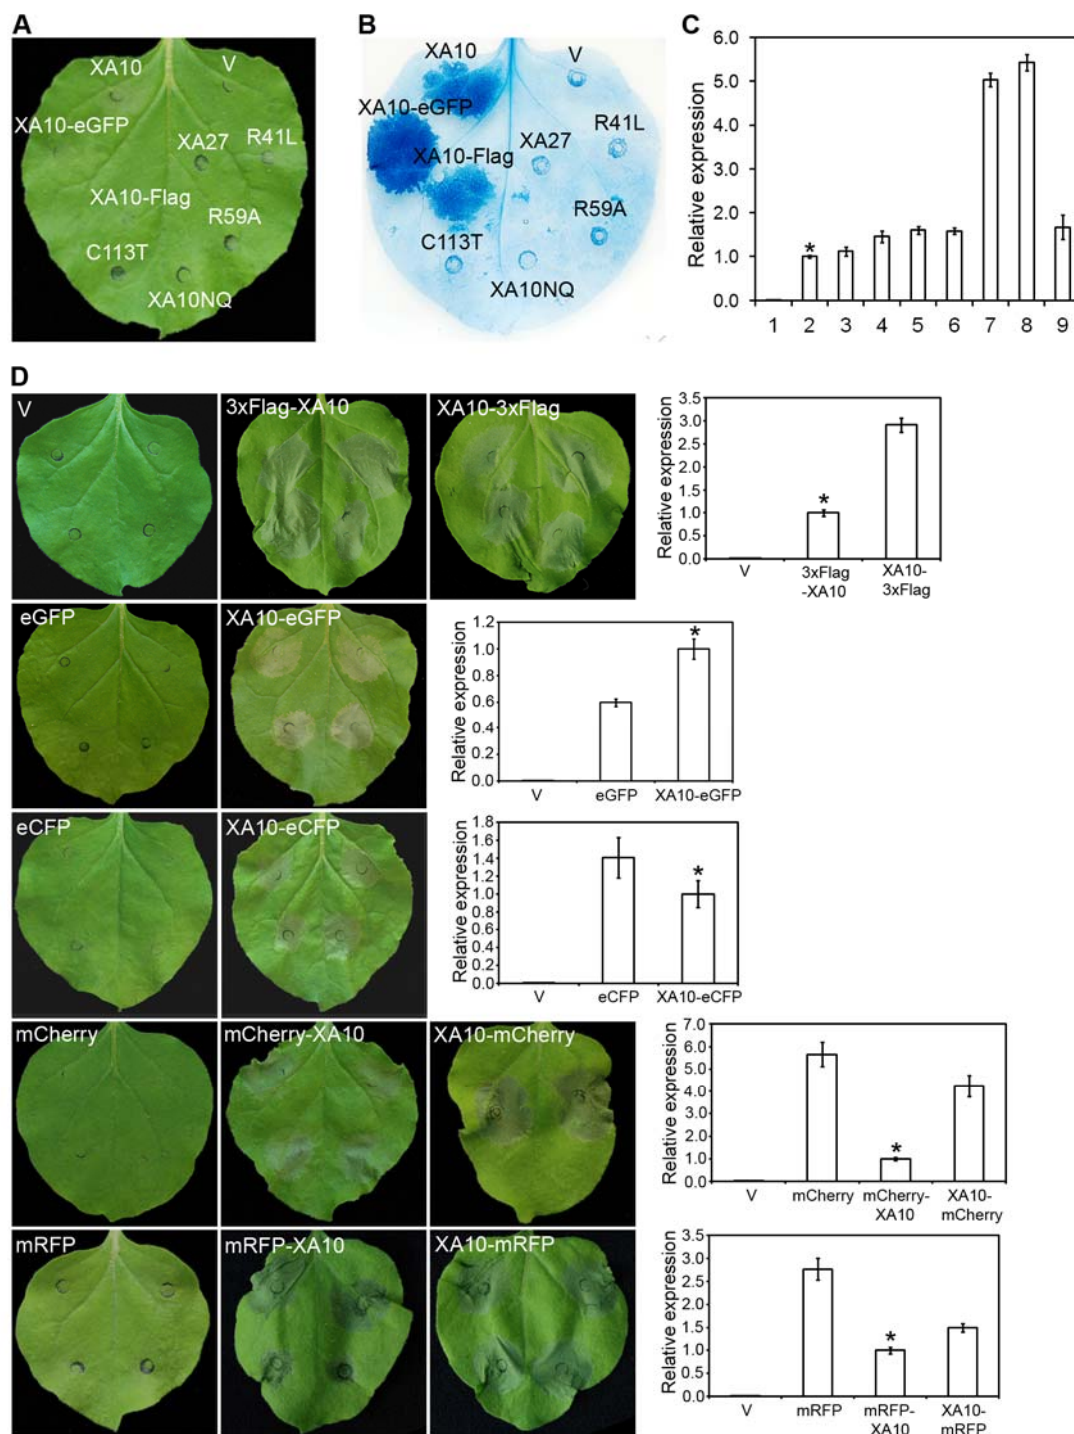 A
XA10
V
XA10-eGFP
XA27
R41L
XA10-Flag
R59A
C113T
XA10NQ
B
XA10
V
XA10-eGFP
XA27
R41L
XA10-Flag
R59A
C113T
XA10NQ
C
Relative expression
6.0
5.0
4.0
3.0
2.0
1.0
0.0
*
1 2 3 4 5 6 7 8 9
D
V
3xFlag-XA10
XA10-3xFlag
Relative expression
3.5
3.0
2.5
2.0
1.5
1.0
0.5
0.0
*
V
3xFlag
-XA10
XA10-
3xFlag
eGFP
XA10-eGFP
Relative expression
1.2
1.0
0.8
0.6
0.4
0.2
0.0
*
V eGFP XA10-eGFP
eCFP
XA10-eCFP
Relative expression
1.8
1.6
1.4
1.2
1.0
0.8
0.6
0.4
0.2
0.0
*
V eCFP XA10-eCFP
mCherry
mCherry-XA10
XA10-mCherry
Relative expression
7.0
6.0
5.0
4.0
3.0
2.0
1.0
0.0
*
V
mCherry
mCherry-
XA10
XA10-
mCherry
mRFP
mRFP-XA10
XA10-mRFP
Relative expression
3.5
3.0
2.5
2.0
1.5
1.0
0.5
0.0
*
V
mRFP
mRFP-
XA10
XA10-
mRFP